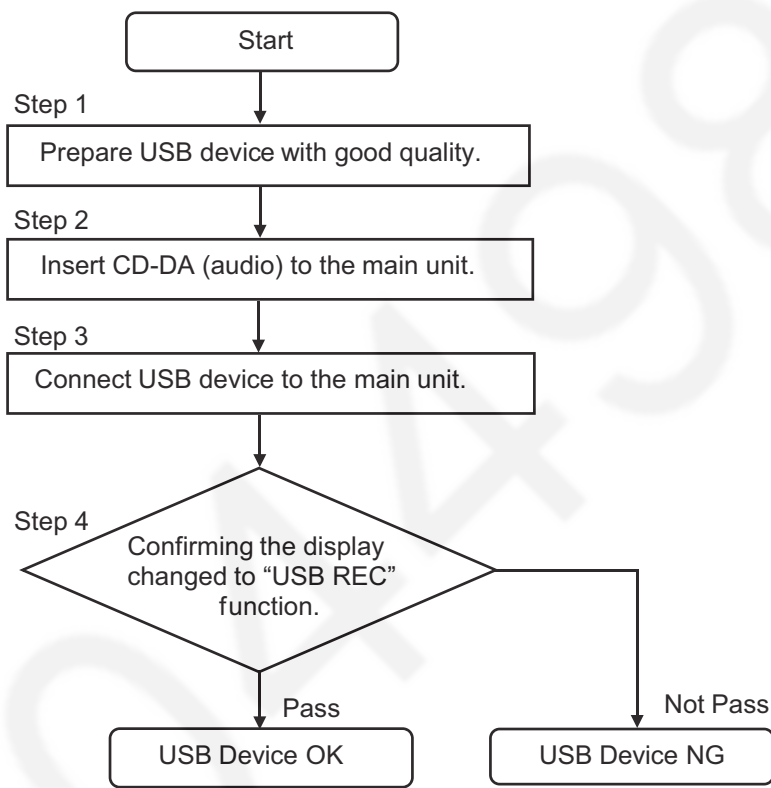 Start
Step 1
Prepare USB device with good quality.
Step 2
Insert CD-DA (audio) to the main unit.
Step 3
Connect USB device to the main unit.
Step 4
Confirming the display
changed to “USB REC”
function.
Pass
Not Pass
USB Device OK
USB Device NG